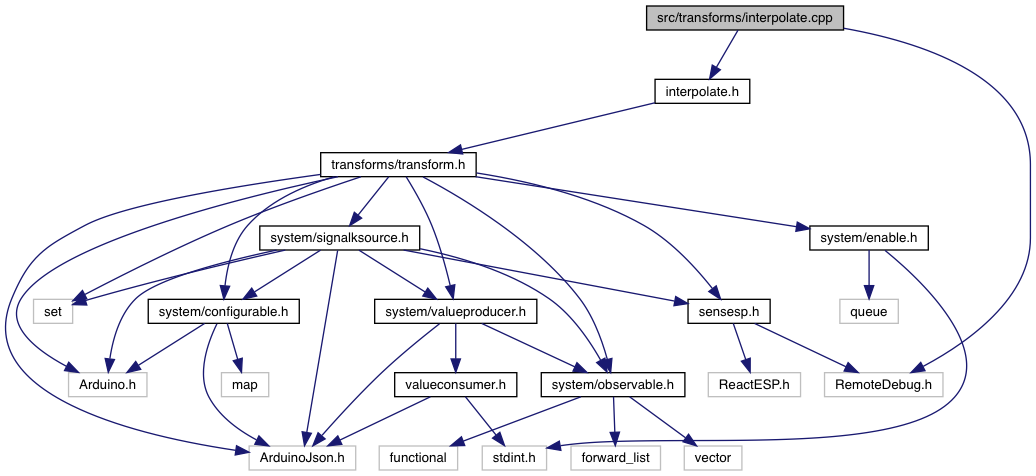 src/transforms/interpolate.cpp
interpolate.h
transforms/transform.h
system/signalksource.h
system/enable.h
set
system/configurable.h
system/valueproducer.h
sensesp.h
queue
Arduino.h
map
valueconsumer.h
system/observable.h
ReactESP.h
RemoteDebug.h
ArduinoJson.h
functional
stdint.h
forward_list
vector